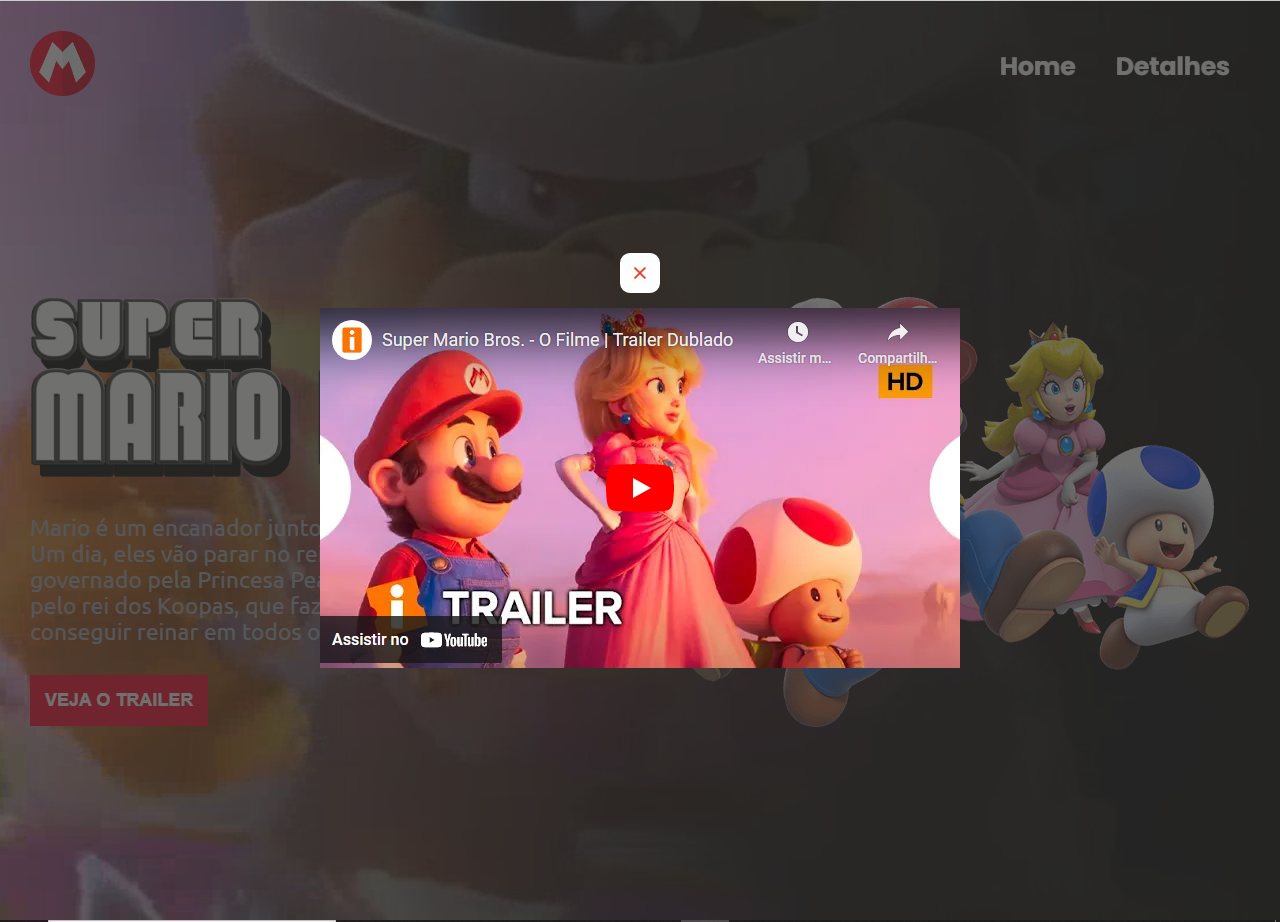 M
Home Detalhes
SUPER
MARIO
Super Mario Bros. - O Filme | Trailer Dublado
Assistir m...
Compartilh...
HD
M
Mario é um encanador junto
Um dia, eles vão parar no re
governado pela Princesa Pea
pelo rei dos Koopas, que faz
conseguir reinar em todos o
i TRAILER
Assistir no YouTube
VEJA O TRAILER